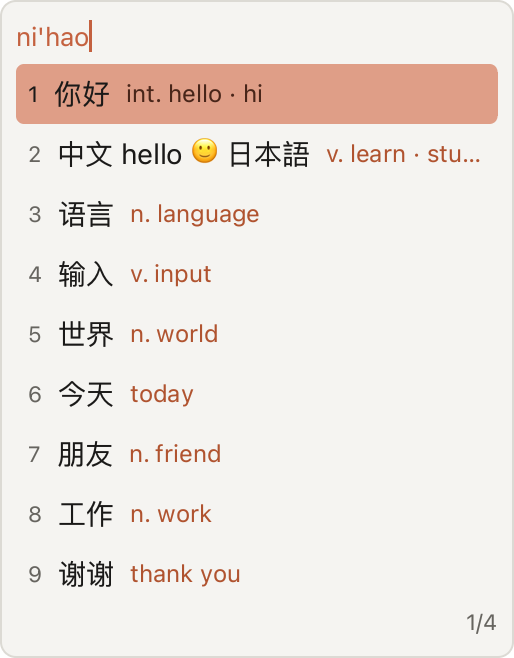 ni'hao
1 你好 int. hello · hi
2 中文 hello 🙂 日本語 v. learn · stu...
3 语言 n. language
4 输入 v. input
5 世界 n. world
6 今天 today
7 朋友 n. friend
8 工作 n. work
9 谢谢 thank you
1/4